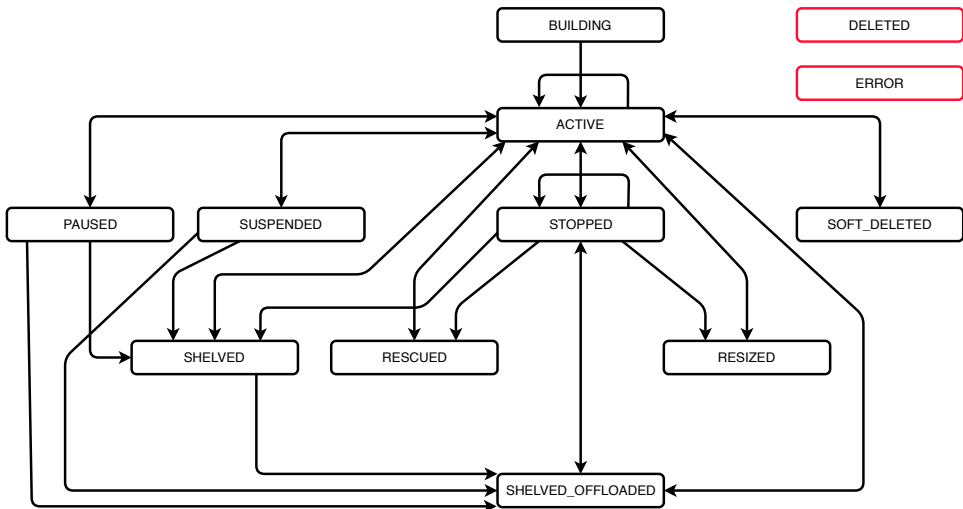 BUILDING
DELETED
ERROR
ACTIVE
PAUSED
SUSPENDED
STOPPED
SOFT_DELETED
SHELVED
RESCUED
RESIZED
SHELVED_OFFLOADED